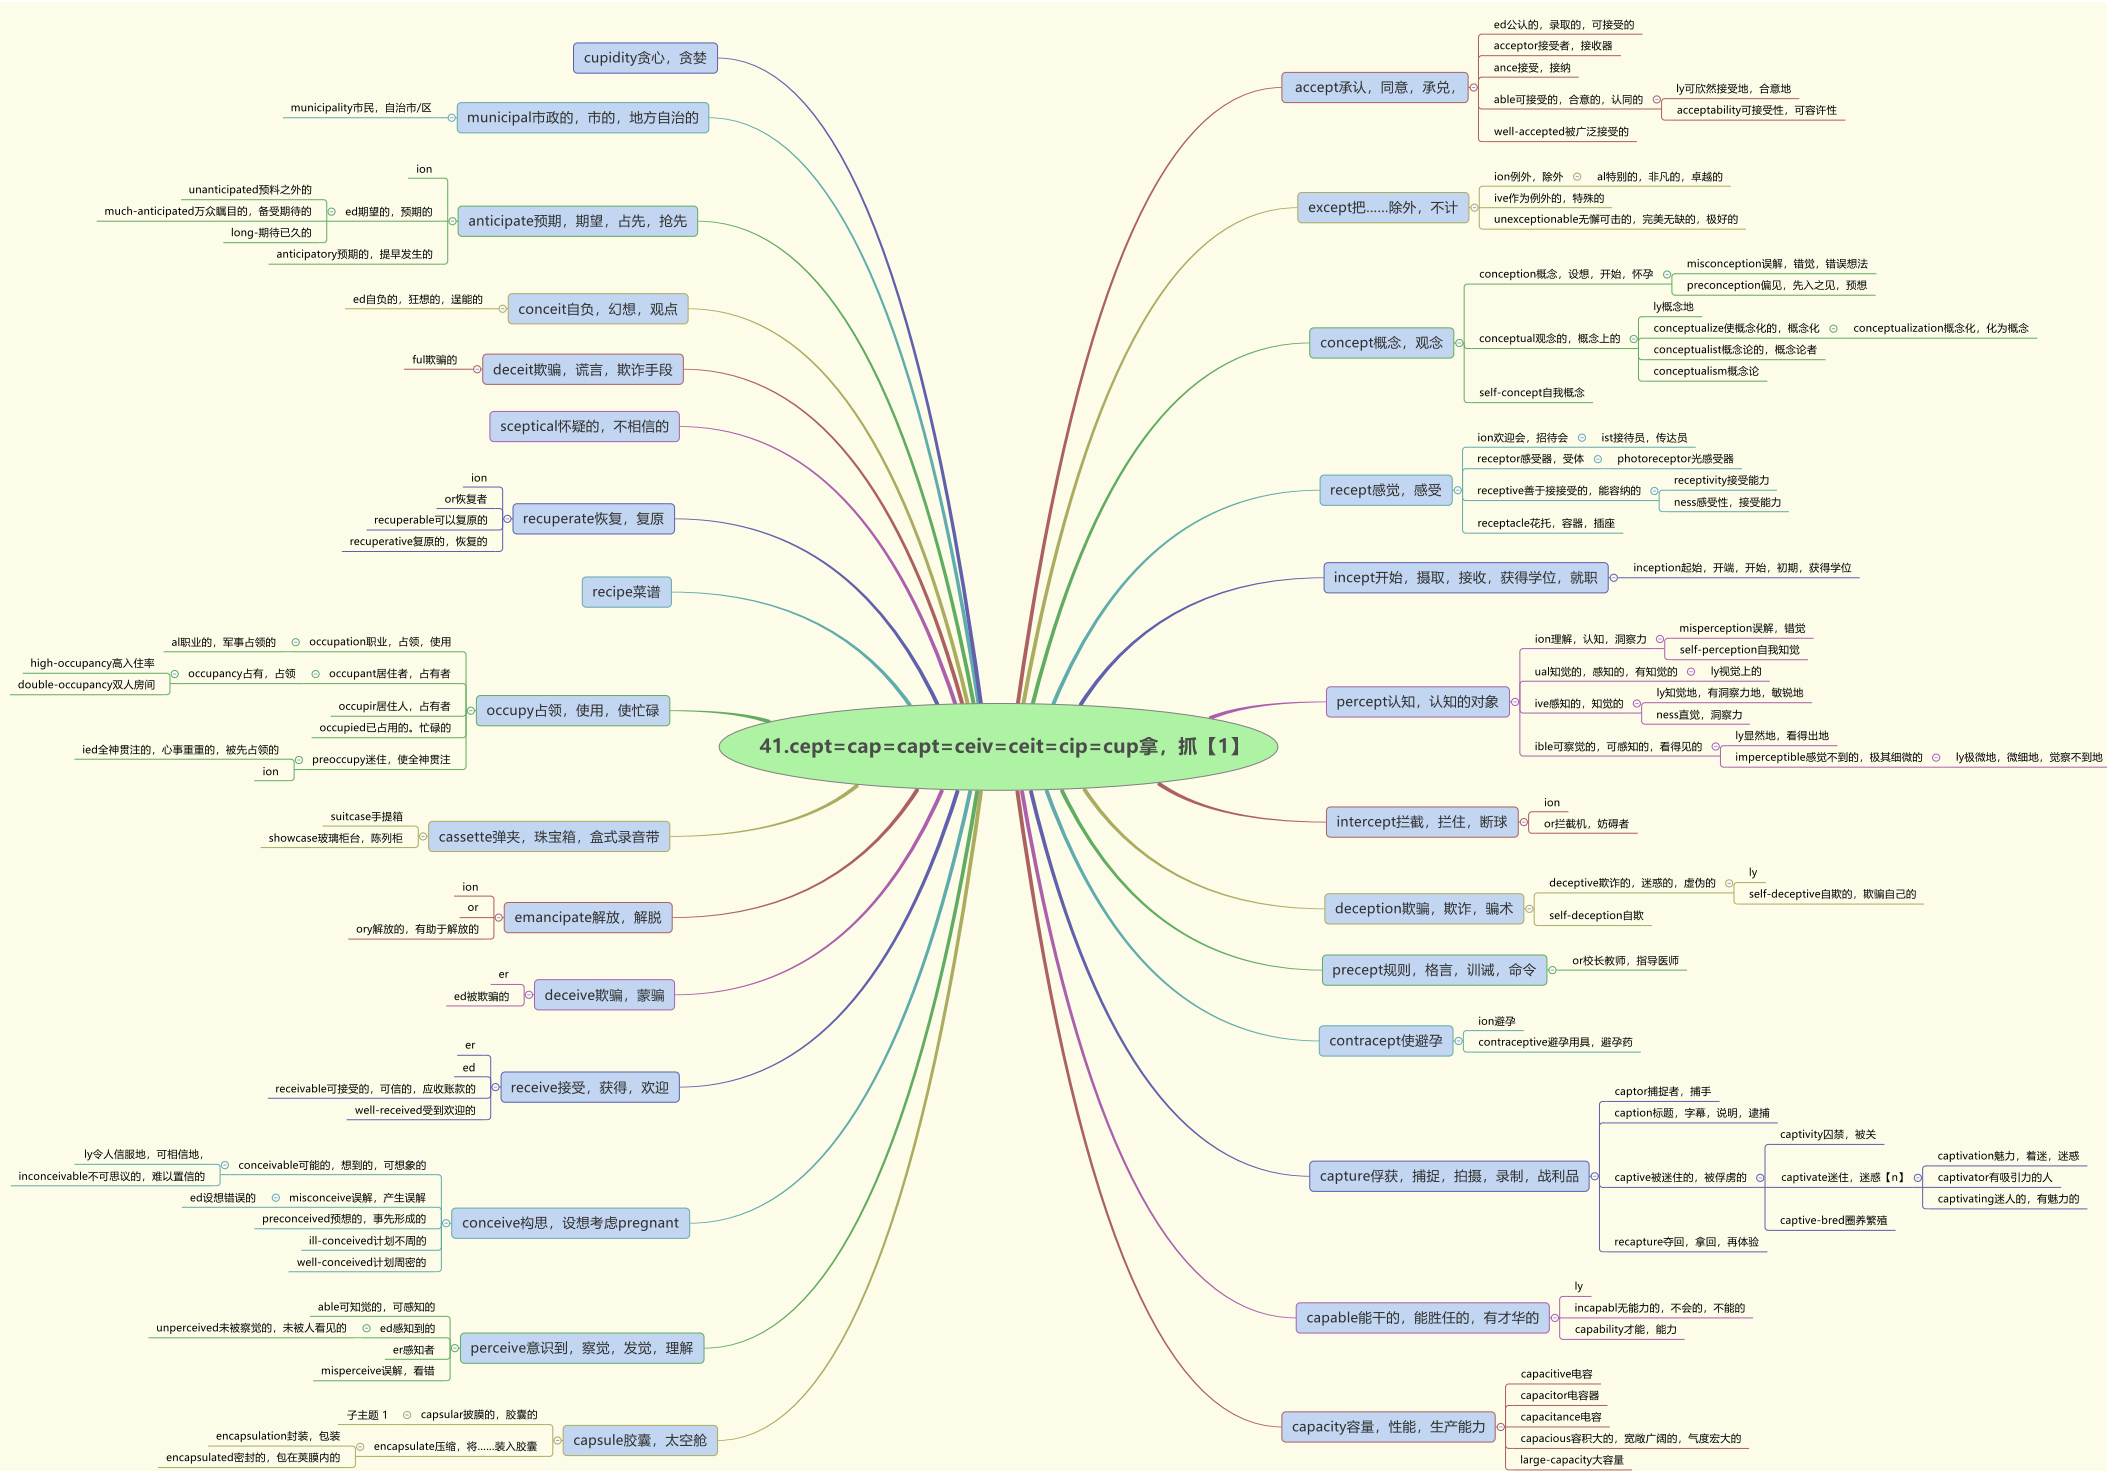 41.cept=cap=capt=ceiv=ceit=cip=cup拿，抓【1】
accept承认，同意，承兑，
ed公认的，录取的，可接受的
acceptor接受者，接收器
ance接受，接纳
able可接受的，合意的，认同的
ly可欣然接受地，合意地
acceptability可接受性，可容许性
well-accepted被广泛接受的
except把……除外，不计
ion例外，除外
al特别的，非凡的，卓越的
ive作为例外的，特殊的
unexceptionable无懈可击的，完美无缺的，极好的
concept概念，观念
conception概念，设想，开始，怀孕
misconception误解，错觉，错误想法
preconception偏见，先入之见，预想
conceptual观念的，概念上的
ly概念地
conceptualize使概念化的，概念化
conceptualization概念化，化为概念
conceptualist概念论的，概念论者
conceptualism概念论
self-concept自我概念
recept感觉，感受
ion欢迎会，招待会
ist接待员，传达员
receptor感受器，受体
photoreceptor光感受器
receptive善于接接受的，能容纳的
receptivity接受能力
ness感受性，接受能力
receptacle花托，容器，插座
incept开始，摄取，接收，获得学位，就职
inception起始，开端，开始，初期，获得学位
percept认知，认知的对象
ion理解，认知，洞察力
misperception误解，错觉
self-perception自我知觉
ual知觉的，感知的，有知觉的
ly视觉上的
ive感知的，知觉的
ly知觉地，有洞察力地，敏锐地
ness直觉，洞察力
ible可察觉的，可感知的，看得见的
ly显然地，看得出地
imperceptible感觉不到的，极其细微的
ly极微地，微细地，觉察不到地
intercept拦截，拦住，断球
ion
or拦截机，妨碍者
deception欺骗，欺诈，骗术
deceptive欺诈的，迷惑的，虚伪的
ly
self-deceptive自欺的，欺骗自己的
self-deception自欺
precept规则，格言，训诫，命令
or校长教师，指导医师
contracept使避孕
ion避孕
contraceptive避孕用具，避孕药
capture俘获，捕捉，拍摄，录制，战利品
captor捕捉者，捕手
caption标题，字幕，说明，逮捕
captive被迷住的，被俘虏的
captivity囚禁，被关
captivate迷住，迷惑【n】
captivation魅力，着迷，迷惑
captivator有吸引力的人
captivating迷人的，有魅力的
captive-bred圈养繁殖
recapture夺回，拿回，再体验
capable能干的，能胜任的，有才华的
ly
incapabl无能力的，不会的，不能的
capability才能，能力
capacity容量，性能，生产能力
capacitive电容
capacitor电容器
capacitance电容
capacious容积大的，宽敞广阔的，气度宏大的
large-capacity大容量
cupidity贪心，贪婪
municipal市政的，市的，地方自治的
municipality市民，自治市/区
anticipate预期，期望，占先，抢先
ion
ed期望的，预期的
unanticipated预料之外的
much-anticipated万众瞩目的，备受期待的
long-期待已久的
anticipatory预期的，提早发生的
conceit自负，幻想，观点
ed自负的，狂想的，逞能的
deceit欺骗，谎言，欺诈手段
ful欺骗的
sceptical怀疑的，不相信的
recuperate恢复，复原
ion
or恢复者
recuperable可以复原的
recuperative复原的，恢复的
recipe菜谱
occupy占领，使用，使忙碌
occupation职业，占领，使用
al职业的，军事占领的
occupant居住者，占有者
occupancy占有，占领
high-occupancy高入住率
double-occupancy双人房间
occupir居住人，占有者
occupied已占用的。忙碌的
preoccupy迷住，使全神贯注
ied全神贯注的，心事重重的，被先占领的
ion
cassette弹夹，珠宝箱，盒式录音带
suitcase手提箱
showcase玻璃柜台，陈列柜
emancipate解放，解脱
ion
or
ory解放的，有助于解放的
deceive欺骗，蒙骗
er
ed被欺骗的
receive接受，获得，欢迎
er
ed
receivable可接受的，可信的，应收账款的
well-received受到欢迎的
conceive构思，设想考虑pregnant
conceivable可能的，想到的，可想象的
ly令人信服地，可相信地，
inconceivable不可思议的，难以置信的
misconceive误解，产生误解
ed设想错误的
preconceived预想的，事先形成的
ill-conceived计划不周的
well-conceived计划周密的
perceive意识到，察觉，发觉，理解
able可知觉的，可感知的
ed感知到的
unperceived未被察觉的，未被人看见的
er感知者
misperceive误解，看错
capsule胶囊，太空舱
capsular披膜的，胶囊的
子主题 1
encapsulate压缩，将……装入胶囊
encapsulation封装，包装
encapsulated密封的，包在荚膜内的